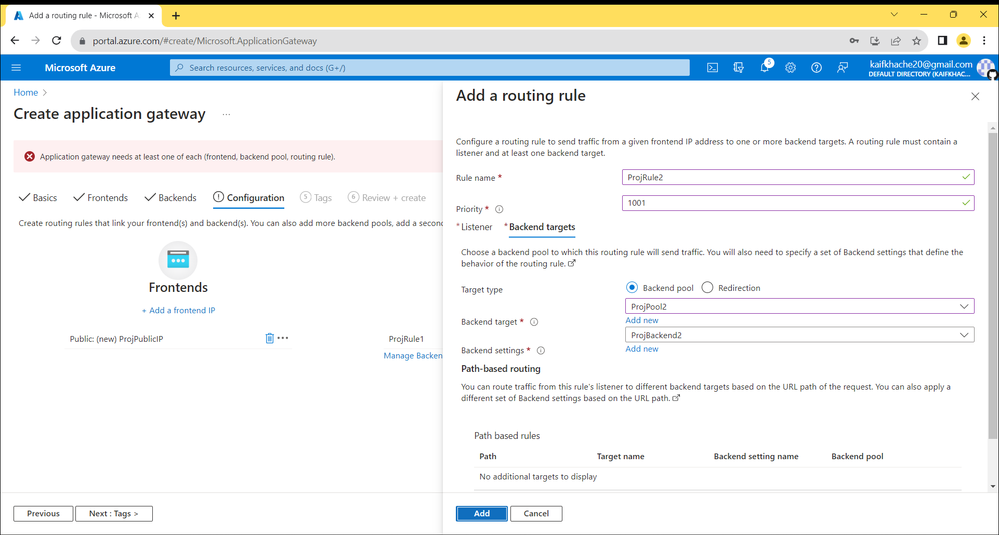 Add a routing rule - Microsoft A
portal.azure.com/#create/Microsoft.ApplicationGateway
Microsoft Azure
Search resources, services, and docs (G+/)
5
kaifkhache20@gmail.com
DEFAULT DIRECTORY (KAIFKHAC...
Home
Create application gateway
...
Application gateway needs at least one of each (frontend, backend pool, routing rule).
Basics
Frontends
Backends
Configuration
5 Tags
6 Review + create
Create routing rules that link your frontend(s) and backend(s). You can also add more backend pools, add a second
Frontends
+ Add a frontend IP
Public: (new) ProjPublicIP
ProjRule1
Manage Backen
Previous
Next : Tags >
Add a routing rule
Configure a routing rule to send traffic from a given frontend IP address to one or more backend targets. A routing rule must contain a
listener and at least one backend target.
Rule name *
ProjRule2
Priority *
1001
* Listener
* Backend targets
Choose a backend pool to which this routing rule will send traffic. You will also need to specify a set of Backend settings that define the
behavior of the routing rule.
Target type
Backend pool
Redirection
ProjPool2
Backend target *
Add new
ProjBackend2
Backend settings *
Add new
Path-based routing
You can route traffic from this rule's listener to different backend targets based on the URL path of the request. You can also apply a
different set of Backend settings based on the URL path.
Path based rules
Path
Target name
Backend setting name
Backend pool
No additional targets to display
Add
Cancel